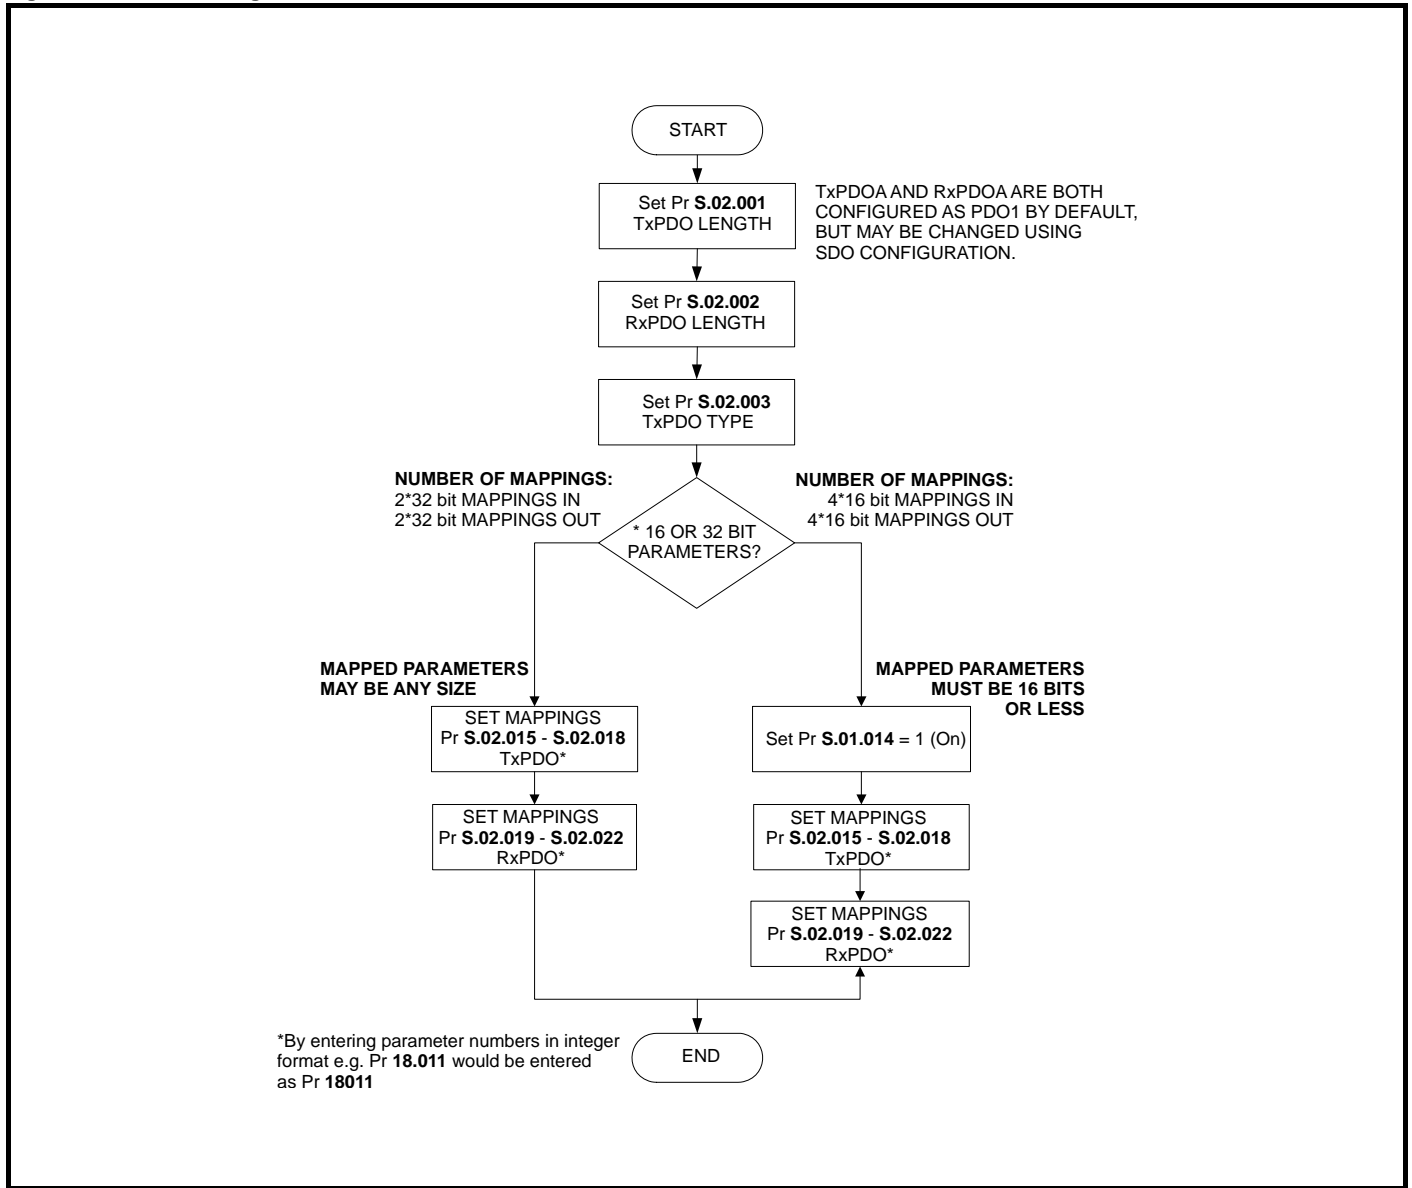 START
Set Pr S.02.001
TxPDO LENGTH
TxPDOA AND RxPDOA ARE BOTH
CONFIGURED AS PDO1 BY DEFAULT,
BUT MAY BE CHANGED USING
SDO CONFIGURATION.
Set Pr S.02.002
RxPDO LENGTH
Set Pr S.02.003
TxPDO TYPE
NUMBER OF MAPPINGS:
2*32 bit MAPPINGS IN
2*32 bit MAPPINGS OUT
NUMBER OF MAPPINGS:
4*16 bit MAPPINGS IN
4*16 bit MAPPINGS OUT
* 16 OR 32 BIT
PARAMETERS?
MAPPED PARAMETERS
MAY BE ANY SIZE
MAPPED PARAMETERS
MUST BE 16 BITS
OR LESS
SET MAPPINGS
Pr S.02.015 - S.02.018
TxPDO*
Set Pr S.01.014 = 1 (On)
SET MAPPINGS
Pr S.02.019 - S.02.022
RxPDO*
SET MAPPINGS
Pr S.02.015 - S.02.018
TxPDO*
SET MAPPINGS
Pr S.02.019 - S.02.022
RxPDO*
*By entering parameter numbers in integer
format e.g. Pr 18.011 would be entered
as Pr 18011
END